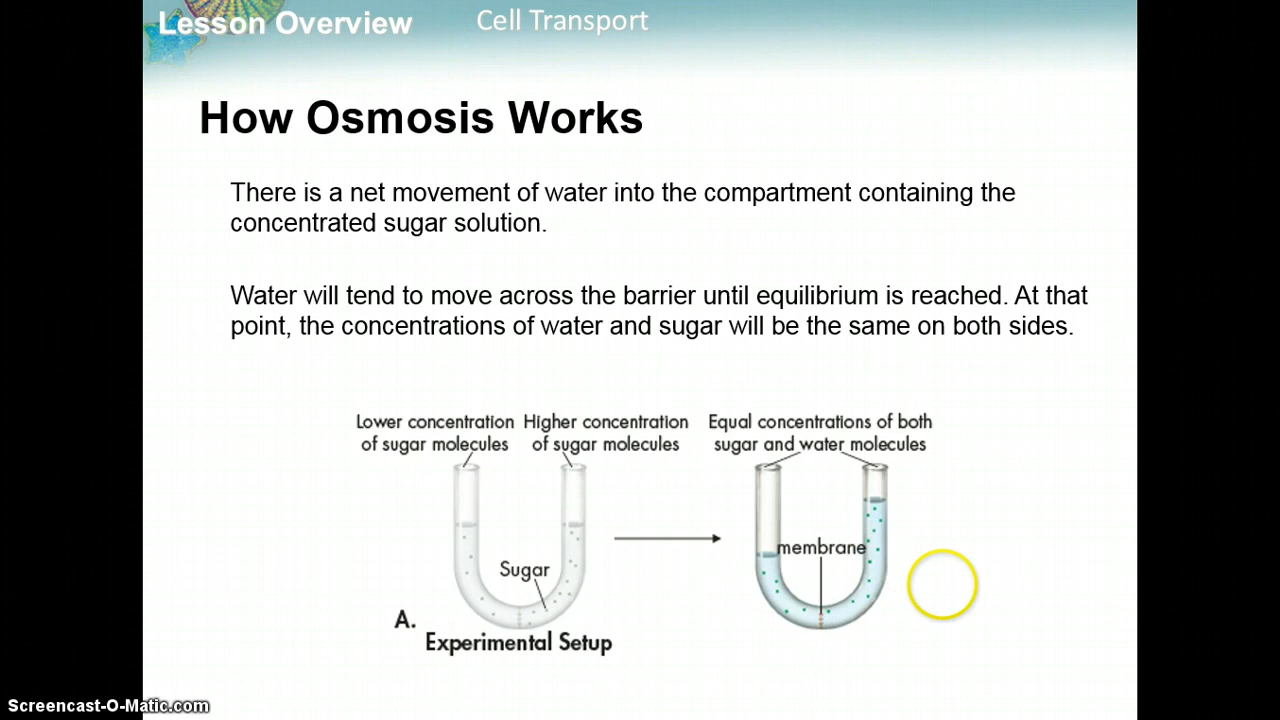 Lesson Overview Cell Transport
How Osmosis Works
There is a net movement of water into the compartment containing the
concentrated sugar solution.
Water will tend to move across the barrier until equilibrium is reached. At that
point, the concentrations of water and sugar will be the same on both sides.
Lower concentration
of sugar molecules
Higher concentration
of sugar molecules
Equal concentrations of both
sugar and water molecules
Sugar
membrane
A.
Experimental Setup
Screencast-O-Matic.com